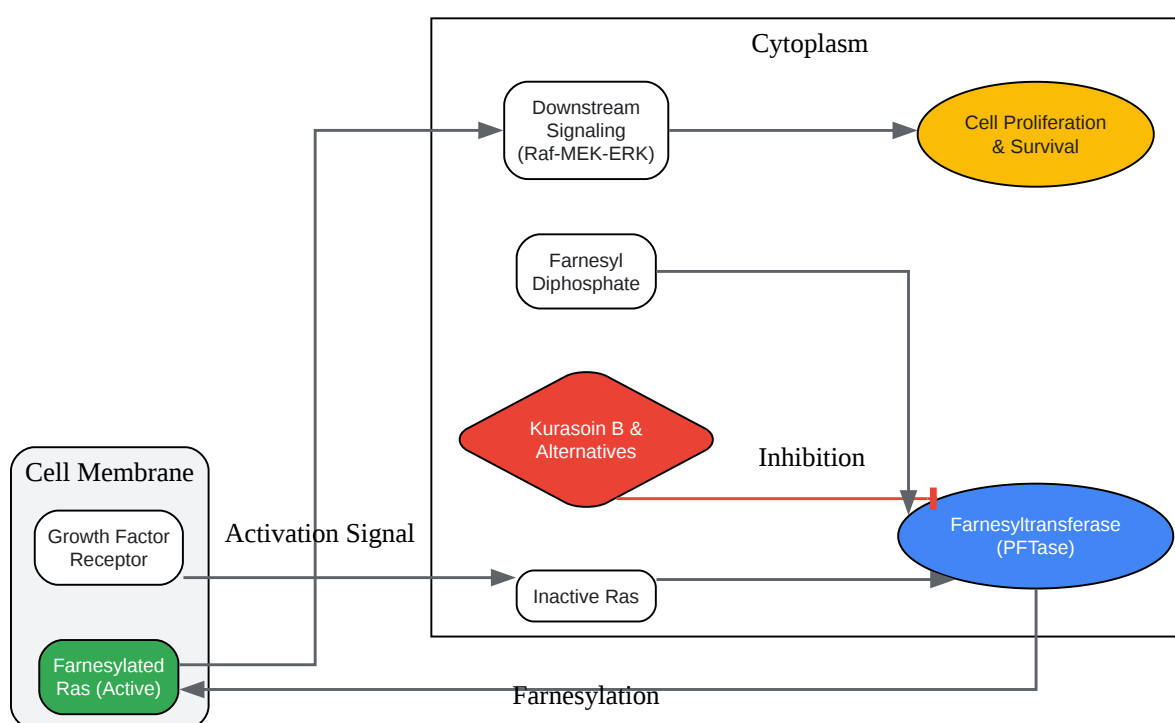 Cytoplasm
Downstream
Signaling
(Raf-MEK-ERK)
Cell Proliferation
& Survival
Farnesyl
Diphosphate
Kurasoin B &
Alternatives
Inhibition
Cell Membrane
Growth Factor
Receptor
Activation Signal
Farnesyltransferase
(PFTase)
Inactive Ras
Farnesylated
Ras (Active)
Farnesylation